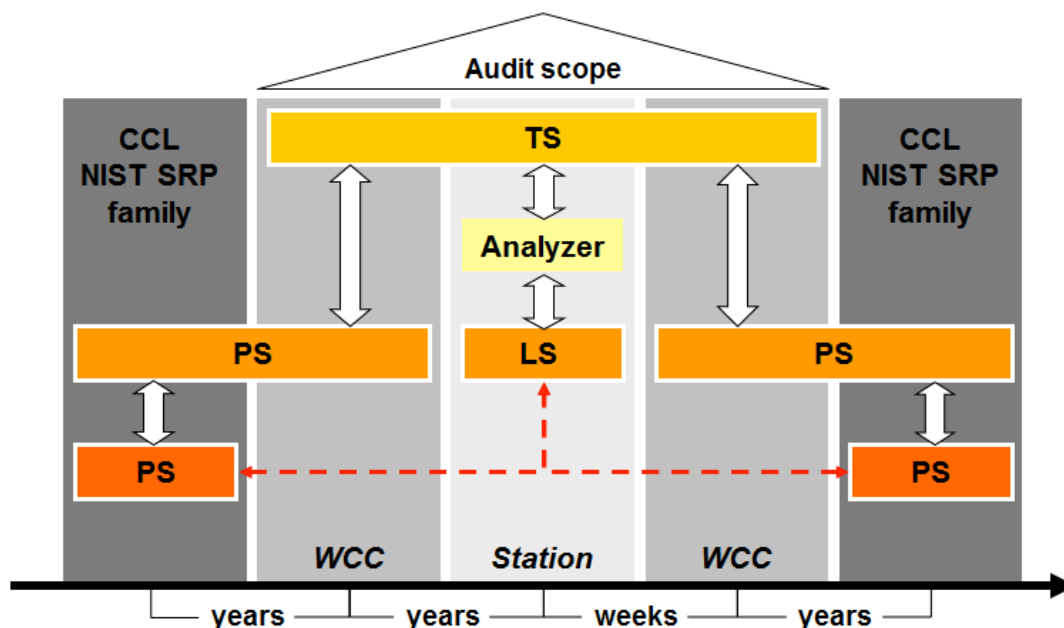 Audit scope
CCL
NIST SRP
family
TS
CCL
NIST SRP
family
Analyzer
PS
LS
PS
PS
PS
WCC
Station
WCC
years
years
weeks
years